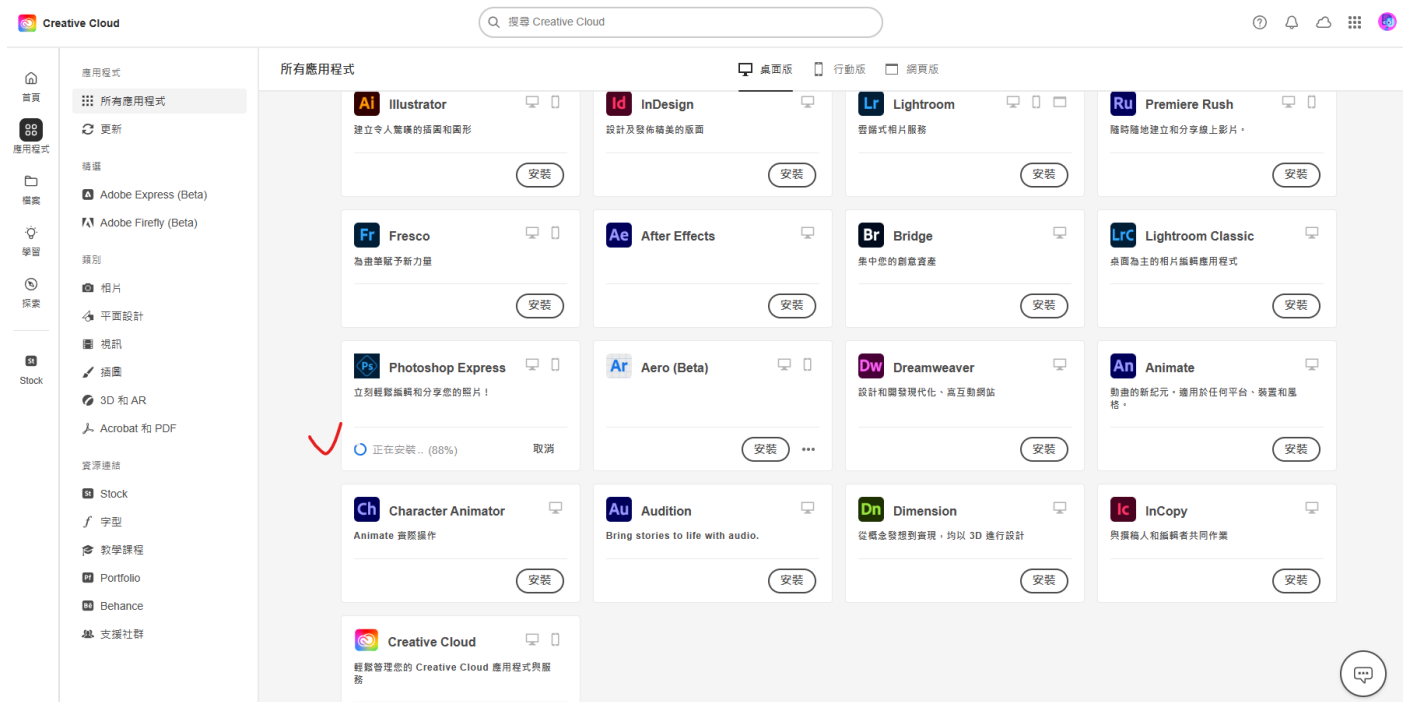 Creative Cloud
搜尋 Creative Cloud
首頁
應用程式
檔案
學習
探索
St
Stock
應用程式
所有應用程式
更新
精選
Adobe Express (Beta)
Adobe Firefly (Beta)
類別
相片
平面設計
視訊
插圖
3D 和 AR
Acrobat 和 PDF
資源連結
St Stock
字型
教學課程
Pf Portfolio
Bē Behance
支援社群
所有應用程式
桌面版 行動版 網頁版
Ai Illustrator
建立令人驚嘆的插圖和圖形
安裝
Id InDesign
設計及發佈精美的版面
安裝
Lr Lightroom
雲端式相片服務
安裝
Ru Premiere Rush
隨時隨地建立和分享線上影片。
安裝
Fr Fresco
為畫筆賦予新力量
安裝
Ae After Effects
安裝
Br Bridge
集中您的創意資產
安裝
LrC Lightroom Classic
桌面為主的相片編輯應用程式
安裝
Ps Photoshop Express
立刻輕鬆編輯和分享您的照片！
正在安裝.. (88%) 取消
Ar Aero (Beta)
安裝
Dw Dreamweaver
設計和開發現代化、高互動網站
安裝
An Animate
動畫的新紀元，適用於任何平台、裝置和風
格。
安裝
Ch Character Animator
Animate 實際操作
安裝
Au Audition
Bring stories to life with audio.
安裝
Dn Dimension
從概念發想到實現，均以 3D 進行設計
安裝
Ic InCopy
與撰稿人和編輯者共同作業
安裝
Creative Cloud
輕鬆管理您的 Creative Cloud 應用程式與服
務